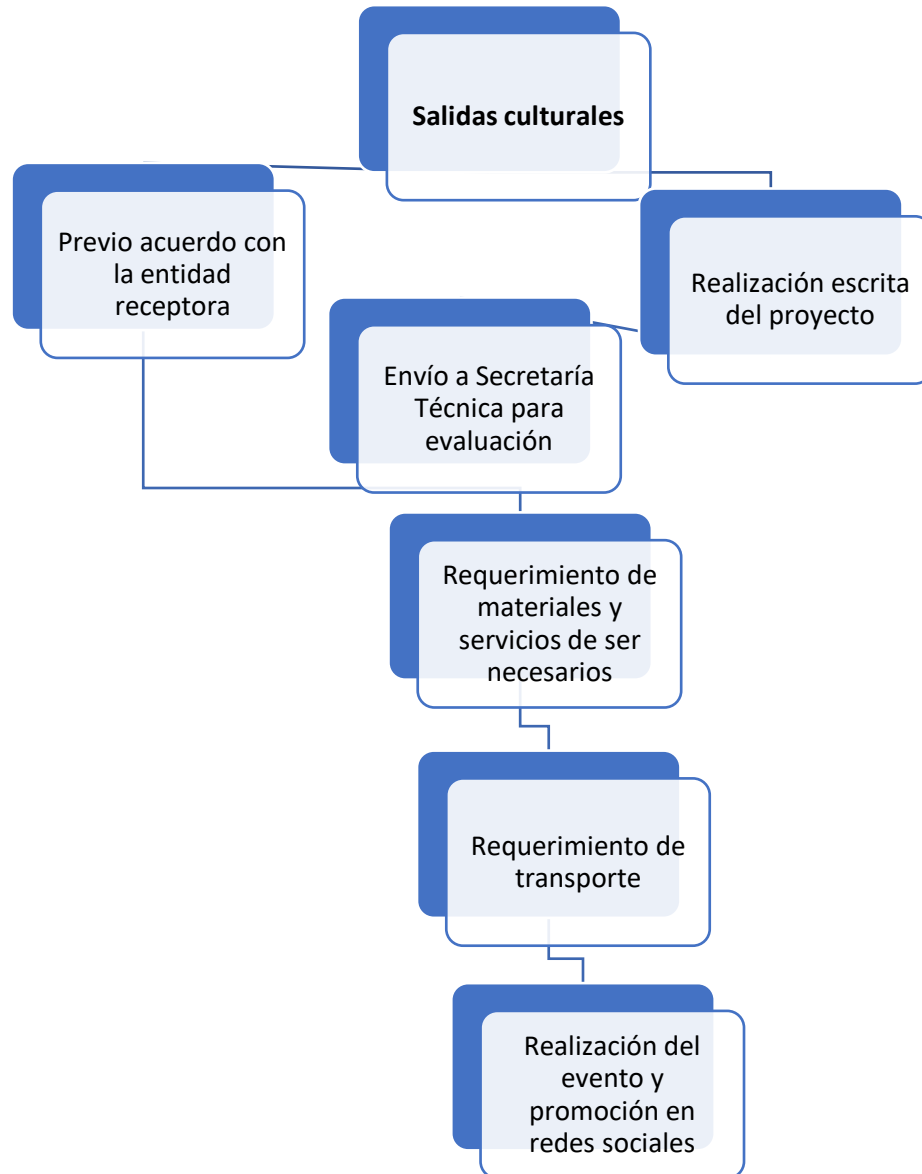 Salidas culturales
Previo acuerdo con
la entidad
receptora
Realización escrita
del proyecto
Envío a Secretaría
Técnica para
evaluación
Requerimiento de
materiales y
servicios de ser
necesarios
Requerimiento de
transporte
Realización del
evento y
promoción en
redes sociales